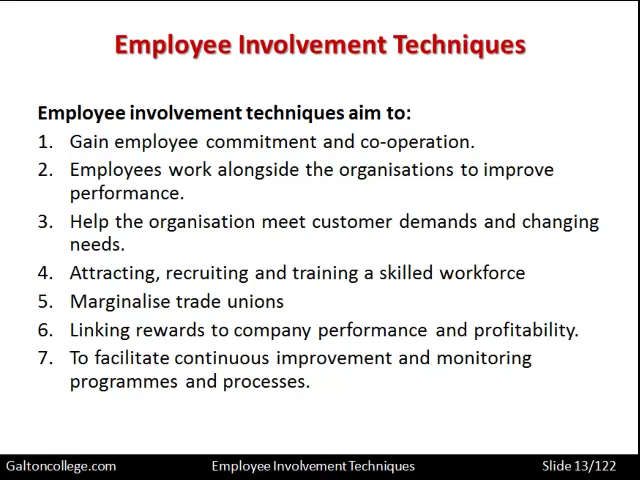 Employee Involvement Techniques
Employee involvement techniques aim to:
1. Gain employee commitment and co-operation.
2. Employees work alongside the organisations to improve
performance.
3. Help the organisation meet customer demands and changing
needs.
4. Attracting, recruiting and training a skilled workforce
5. Marginalise trade unions
6. Linking rewards to company performance and profitability.
7. To facilitate continuous improvement and monitoring
programmes and processes.
Galtoncollege.com Employee Involvement Techniques Slide 13/122